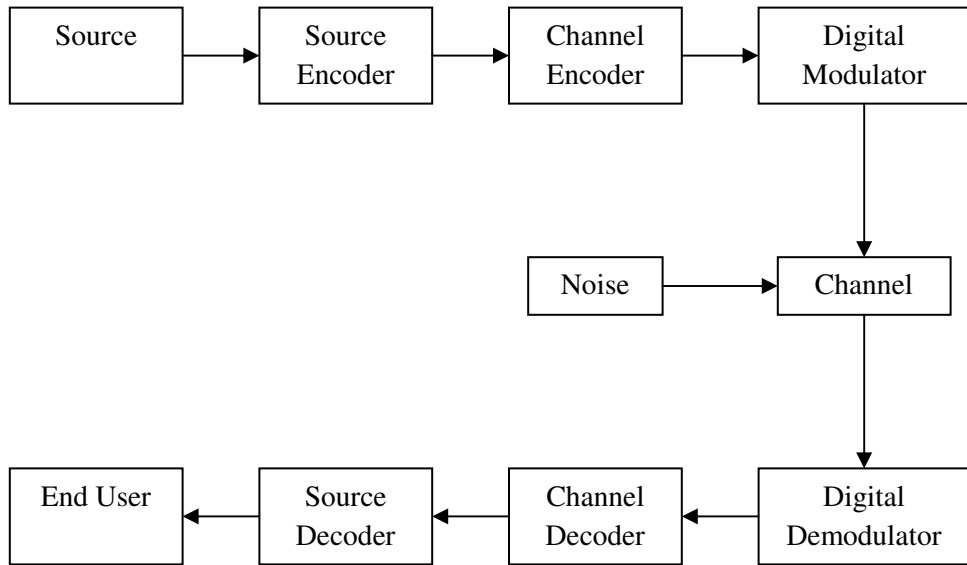 Source
Source
Encoder
Channel
Encoder
Digital
Modulator
Noise
Channel
End User
Source
Decoder
Channel
Decoder
Digital
Demodulator